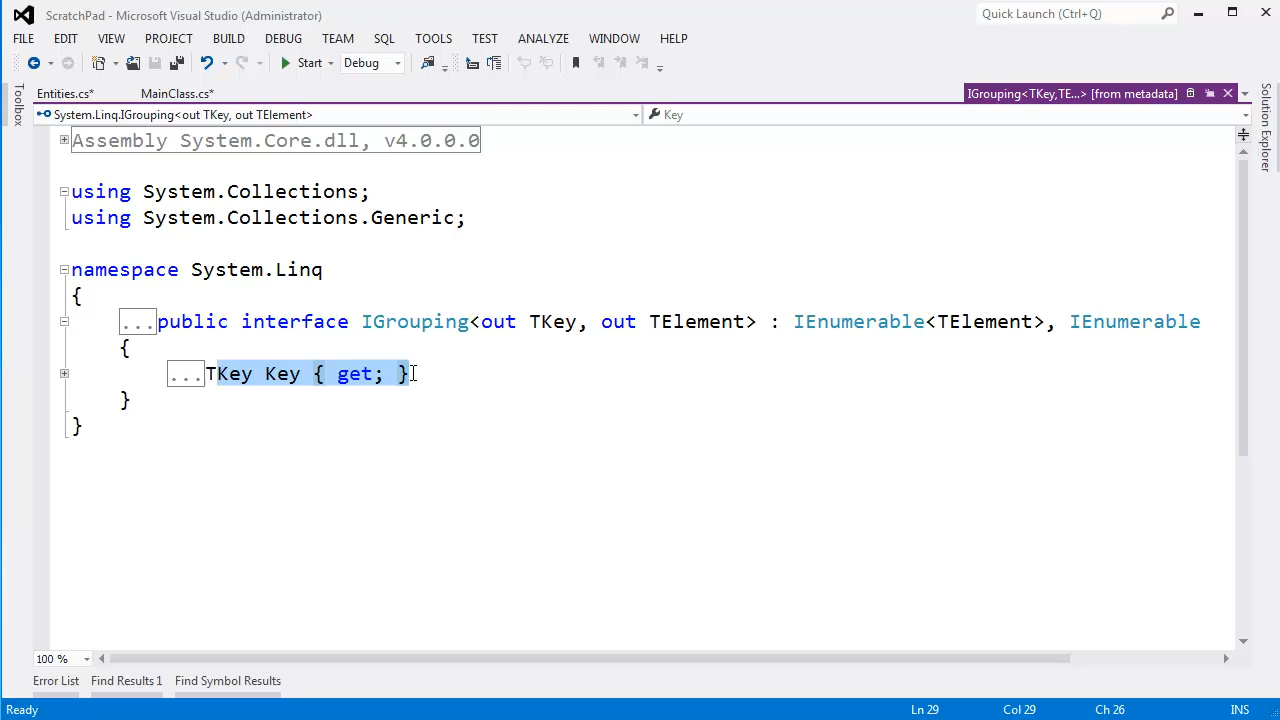 ScratchPad - Microsoft Visual Studio (Administrator)
Quick Launch (Ctrl+Q)
FILE EDIT VIEW PROJECT BUILD DEBUG TEAM SQL TOOLS TEST ANALYZE WINDOW HELP
Start Debug
Toolbox
Entities.cs* MainClass.cs* IGrouping<TKey,TE...> [from metadata]
Solution Explorer
System.Linq.IGrouping<out TKey, out TElement> Key
Assembly System.Core.dll, v4.0.0.0
using System.Collections;
using System.Collections.Generic;
namespace System.Linq
{
...public interface IGrouping<out TKey, out TElement> : IEnumerable<TElement>, IEnumerable
{
...TKey Key { get; }
}
}
100 %
Error List Find Results 1 Find Symbol Results
Ready Ln 29 Col 29 Ch 26 INS